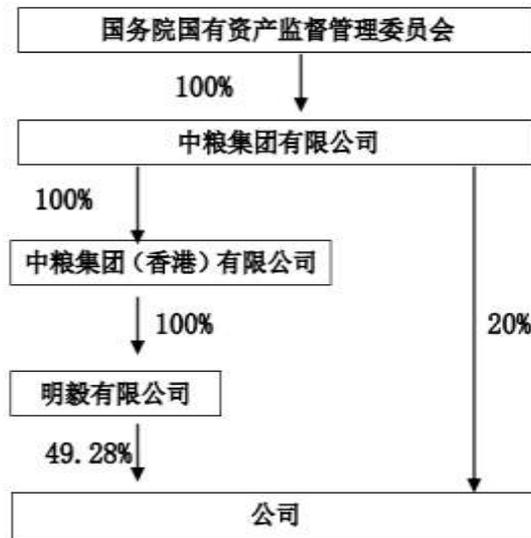 国务院国有资产监督管理委员会
100%
中粮集团有限公司
100%
中粮集团（香港）有限公司
100%
20%
明毅有限公司
49.28%
公司